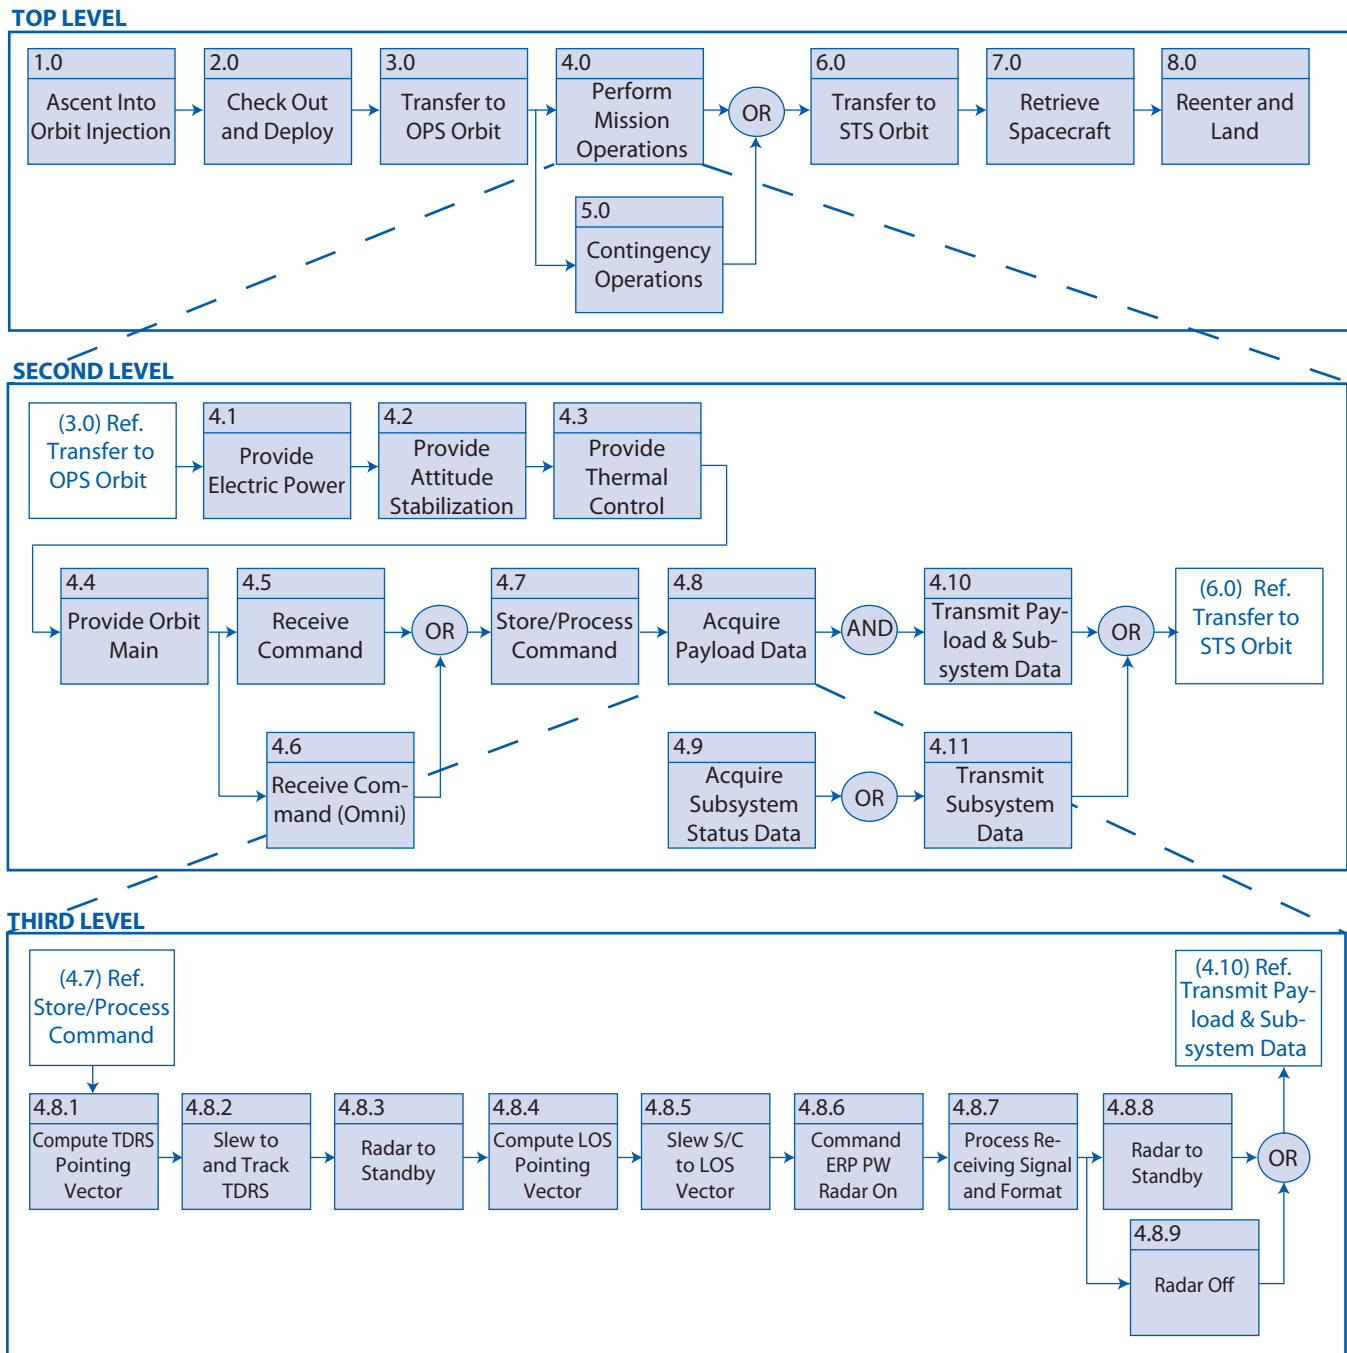 TOP LEVEL
1.0
Ascent Into
Orbit Injection
2.0
Check Out
and Deploy
3.0
Transfer to
OPS Orbit
4.0
Perform
Mission
Operations
OR
6.0
Transfer to
STS Orbit
7.0
Retrieve
Spacecraft
8.0
Reenter and
Land
5.0
Contingency
Operations
SECOND LEVEL
(3.0) Ref.
Transfer to
OPS Orbit
4.1
Provide
Electric Power
4.2
Provide
Attitude
Stabilization
4.3
Provide
Thermal
Control
4.4
Provide Orbit
Main
4.5
Receive
Command
OR
4.7
Store/Process
Command
4.8
Acquire
Payload Data
AND
4.10
Transmit Pay-
load & Sub-
system Data
OR
(6.0) Ref.
Transfer to
STS Orbit
4.6
Receive Com-
mand (Omni)
4.9
Acquire
Subsystem
Status Data
OR
4.11
Transmit
Subsystem
Data
THIRD LEVEL
(4.7) Ref.
Store/Process
Command
(4.10) Ref.
Transmit Pay-
load & Sub-
system Data
4.8.1
Compute TDRS
Pointing
Vector
4.8.2
Slew to
and Track
TDRS
4.8.3
Radar to
Standby
4.8.4
Compute LOS
Pointing
Vector
4.8.5
Slew S/C
to LOS
Vector
4.8.6
Command
ERP PW
Radar On
4.8.7
Process Re-
ceiving Signal
and Format
4.8.8
Radar to
Standby
OR
4.8.9
Radar Off